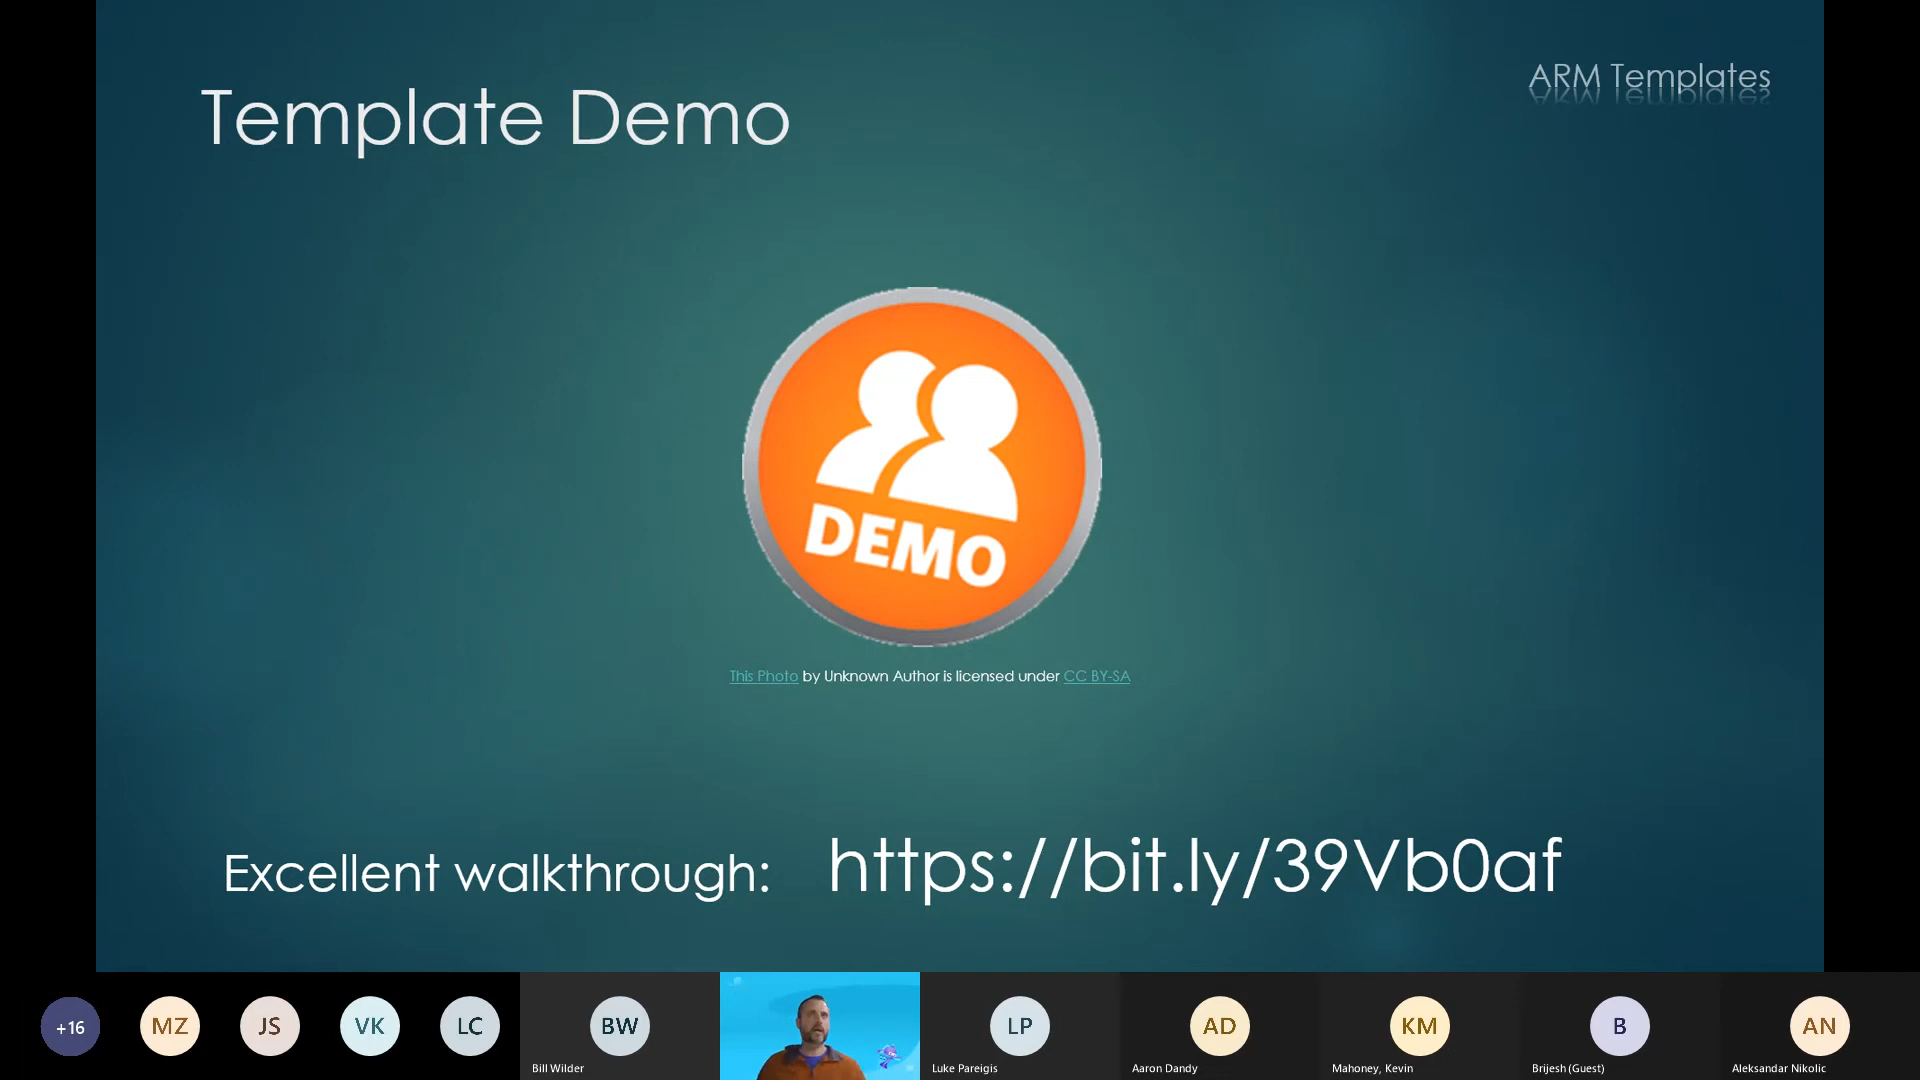 ARM Templates
Template Demo
DEMO
This Photo by Unknown Author is licensed under CC BY-SA
Excellent walkthrough: https://bit.ly/39Vb0af
+16 MZ JS VK LC BW LP AD KM B AN
Bill Wilder Luke Pareigis Aaron Dandy Mahoney, Kevin Brijesh (Guest) Aleksandar Nikolic